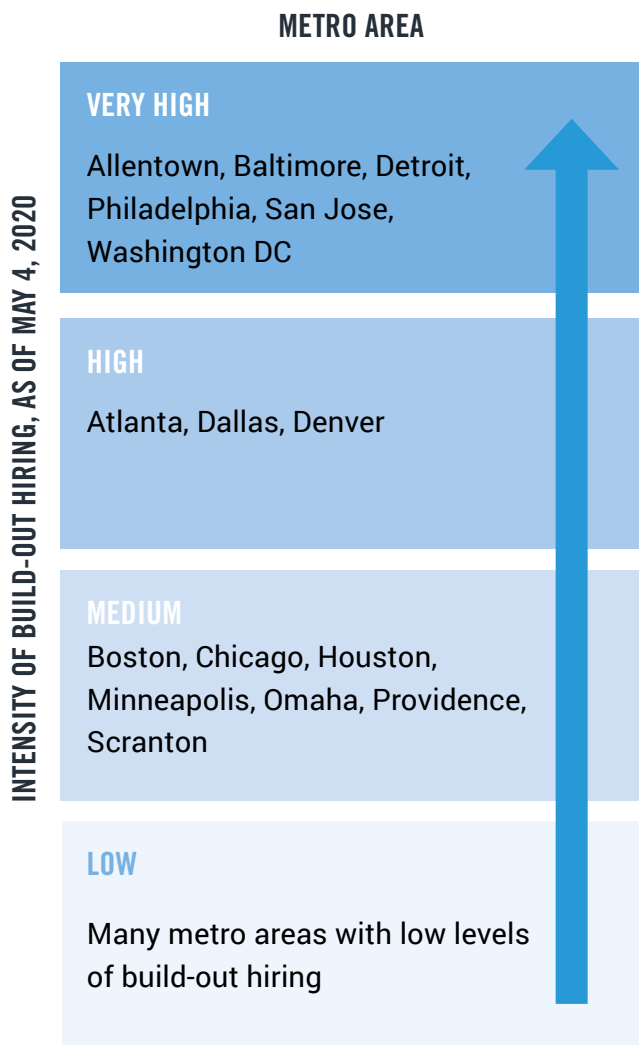 METRO AREA
INTENSITY OF BUILD-OUT HIRING, AS OF MAY 4, 2020
VERY HIGH
Allentown, Baltimore, Detroit,
Philadelphia, San Jose,
Washington DC
HIGH
Atlanta, Dallas, Denver
MEDIUM
Boston, Chicago, Houston,
Minneapolis, Omaha, Providence,
Scranton
LOW
Many metro areas with low levels
of build-out hiring